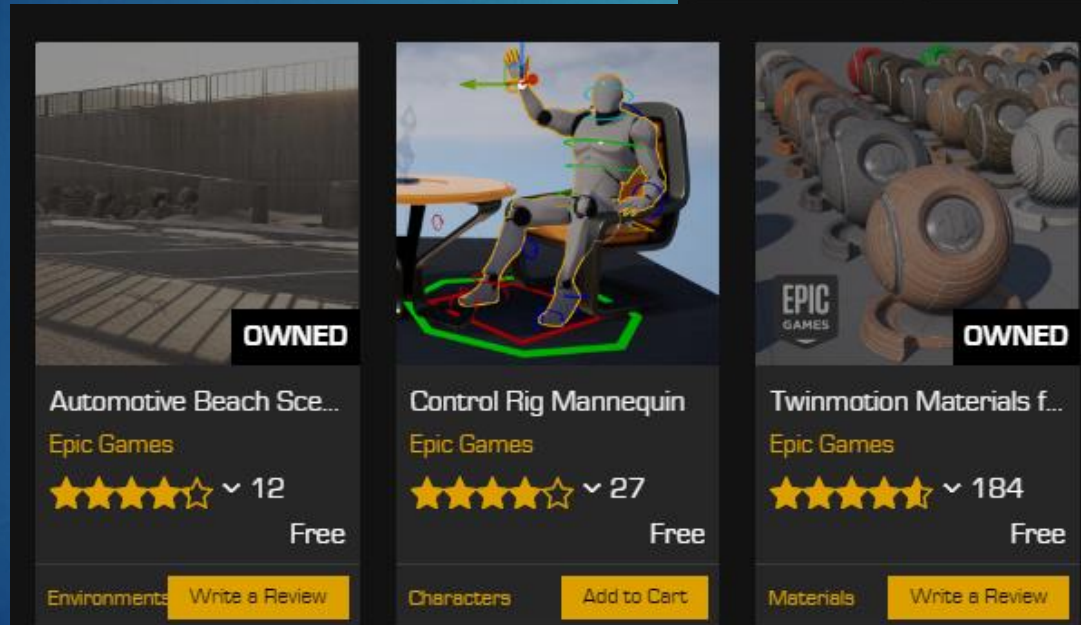 OWNED
Automotive Beach Sce...
Epic Games
12
Free
Environments
Write a Review
Control Rig Mannequin
Epic Games
27
Free
Characters
Add to Cart
EPIC
GAMES
OWNED
Twinmotion Materials f...
Epic Games
184
Free
Materials
Write a Review